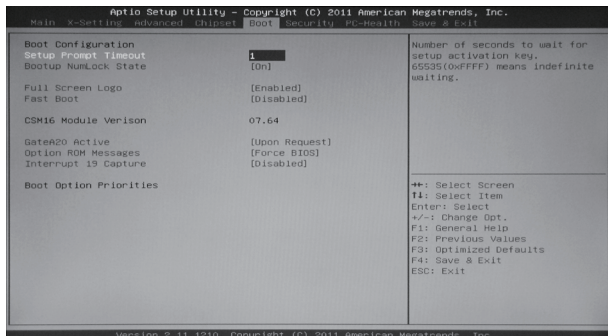 Aptio Setup Utility – Copyright (C) 2011 American Megatrends, Inc.
Main X-Setting Advanced Chipset Boot Security PC-Health Save & Exit
Boot Configuration
Setup Prompt Timeout 1
Bootup NumLock State [On]
Full Screen Logo [Enabled]
Fast Boot [Disabled]
CSM16 Module Verison 07.64
GateA20 Active [Upon Request]
Option ROM Messages [Force BIOS]
Interrupt 19 Capture [Disabled]
Boot Option Priorities
Number of seconds to wait for
setup activation key.
65535(0xFFFF) means indefinite
waiting.
→←: Select Screen
↑↓: Select Item
Enter: Select
+/-: Change Opt.
F1: General Help
F2: Previous Values
F3: Optimized Defaults
F4: Save & Exit
ESC: Exit
Version 2.11.1210. Copyright (C) 2011 American Megatrends, Inc.